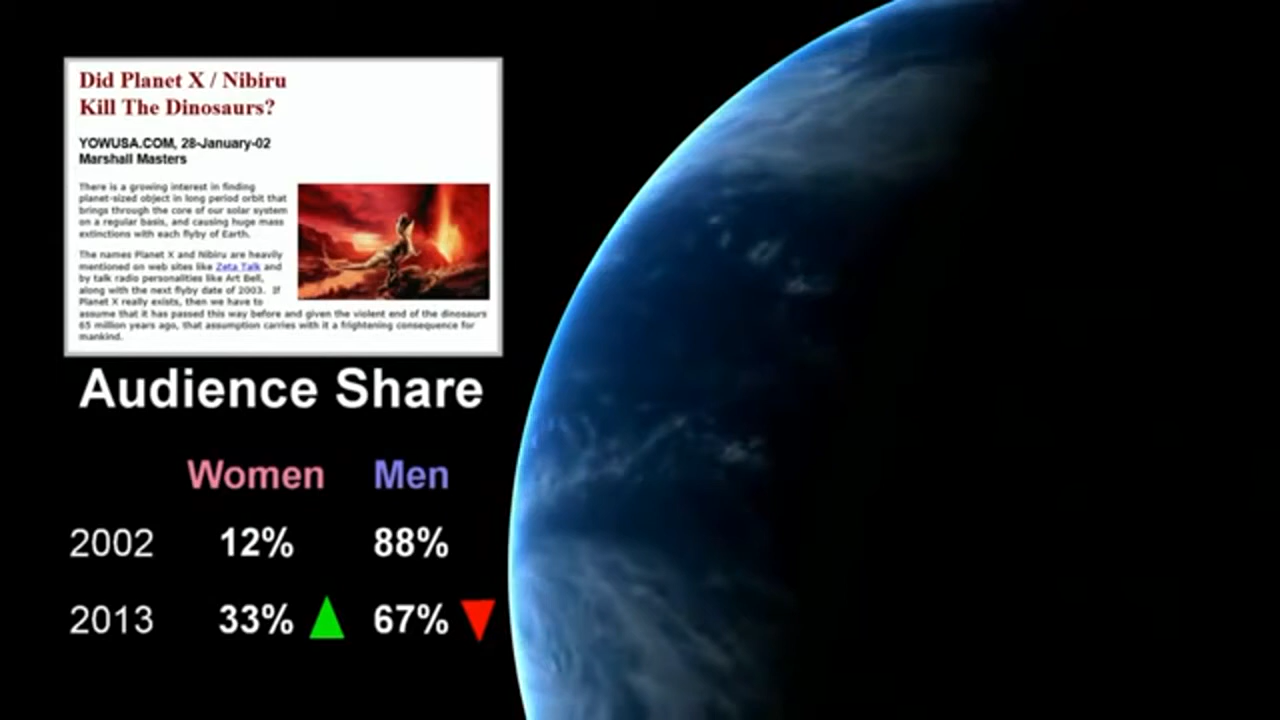 Did Planet X / Nibiru
Kill The Dinosaurs?
YOWUSA.COM, 28-January-02
Marshall Masters
There is a growing interest in finding
planet-sized object in long period orbit that
brings through the core of our solar system
on a regular basis, and causing huge mass
extinctions with each flyby of Earth.
The names Planet X and Nibiru are heavily
mentioned on web sites like Zeta Talk and
by talk radio personalities like Art Bell,
along with the next flyby date of 2003. If
Planet X really exists, then we have to
assume that it has passed this way before and given the violent end of the dinosaurs
65 million years ago, that assumption carries with it a frightening consequence for
mankind.
Audience Share
Women Men
2002 12% 88%
2013 33% 67%